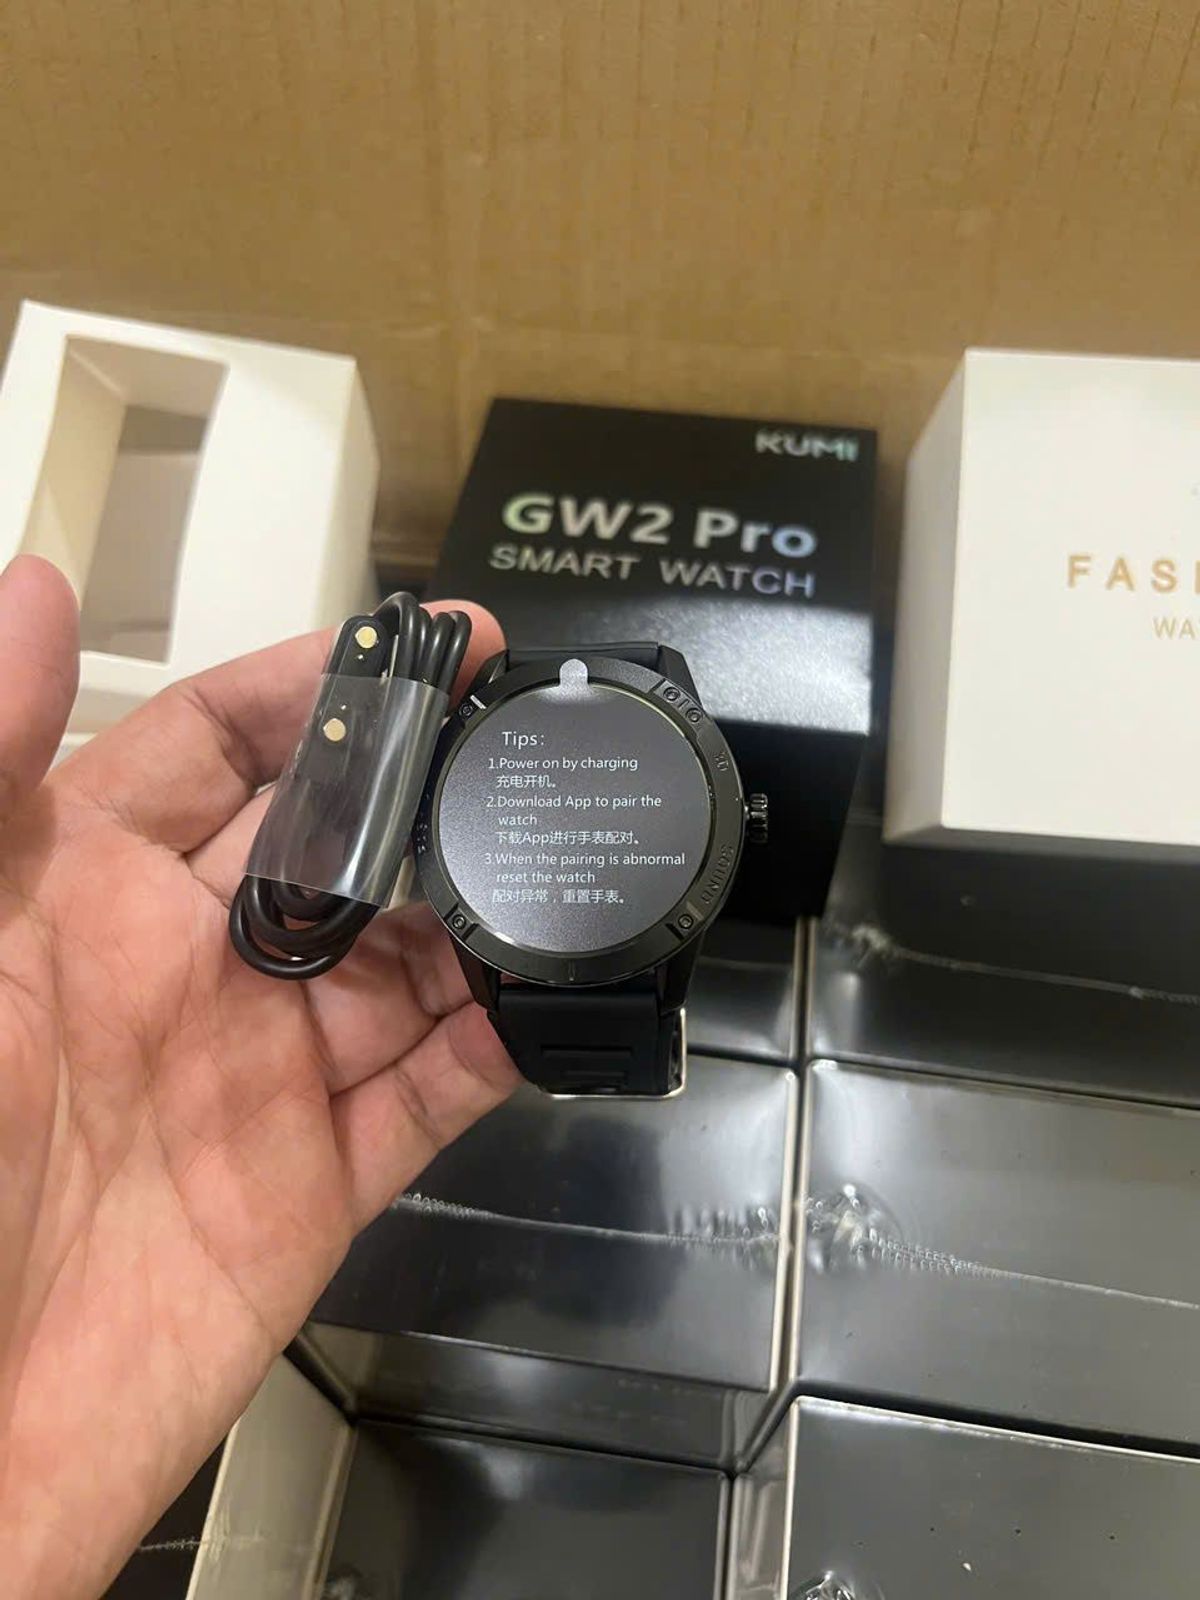 KUMI
GW2 Pro
SMART WATCH
FAS
WA
Tips:
1.Power on by charging
充电开机。
2.Download App to pair the
watch
下载App进行手表配对。
3.When the pairing is abnormal
reset the watch
配对异常，重置手表。
SOUND